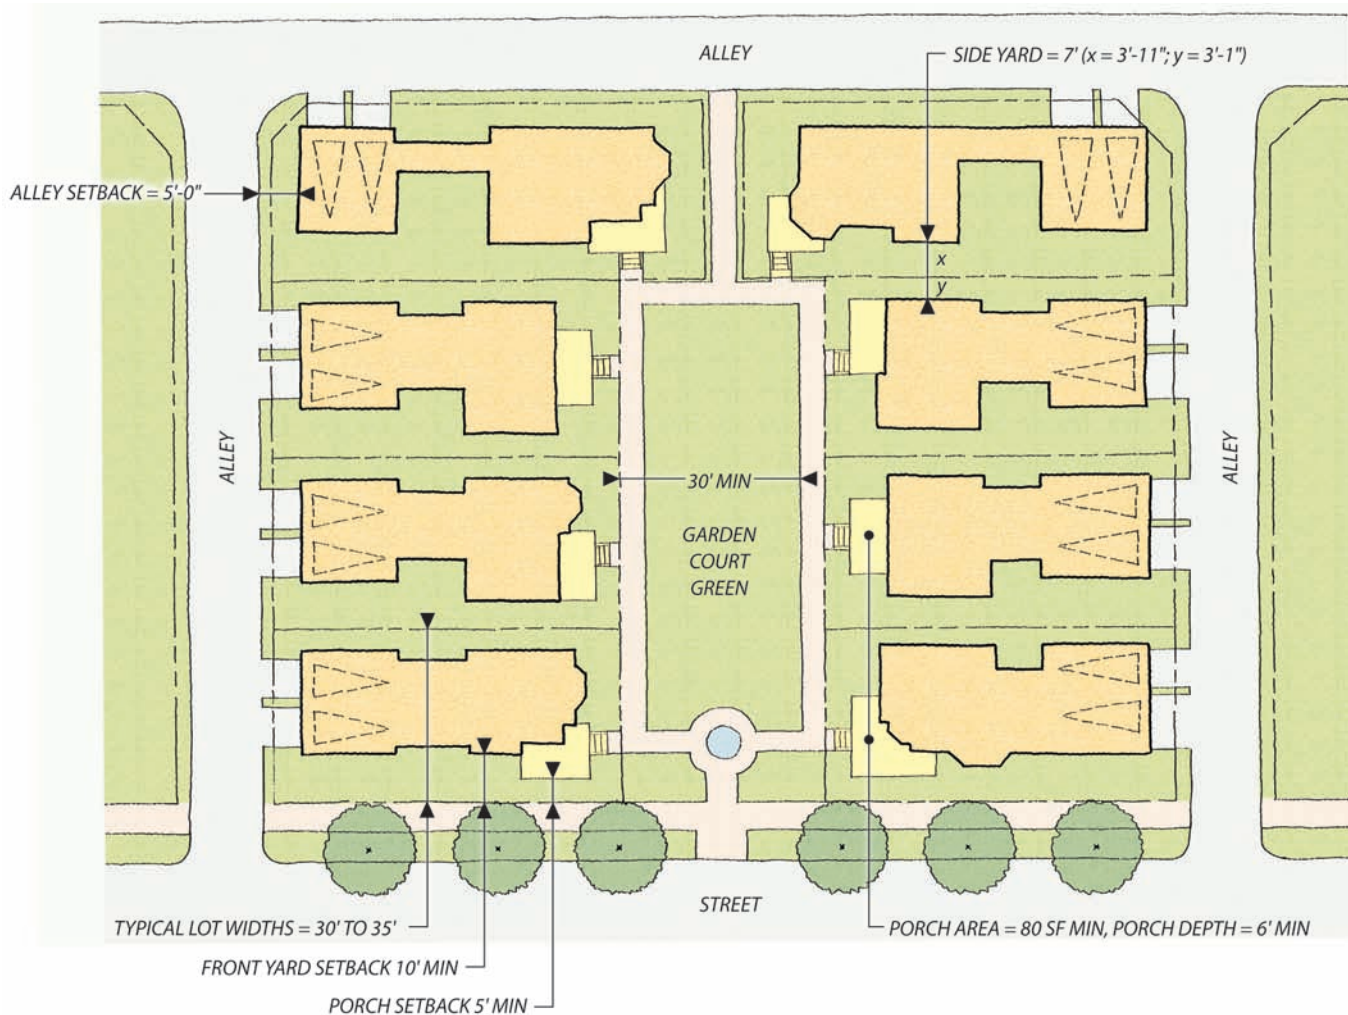 ALLEY
SIDE YARD = 7' (x = 3'-11"; y = 3'-1")
ALLEY SETBACK = 5'-0"
x
y
ALLEY
30' MIN
GARDEN
COURT
GREEN
ALLEY
STREET
TYPICAL LOT WIDTHS = 30' TO 35'
PORCH AREA = 80 SF MIN, PORCH DEPTH = 6' MIN
FRONT YARD SETBACK 10' MIN
PORCH SETBACK 5' MIN